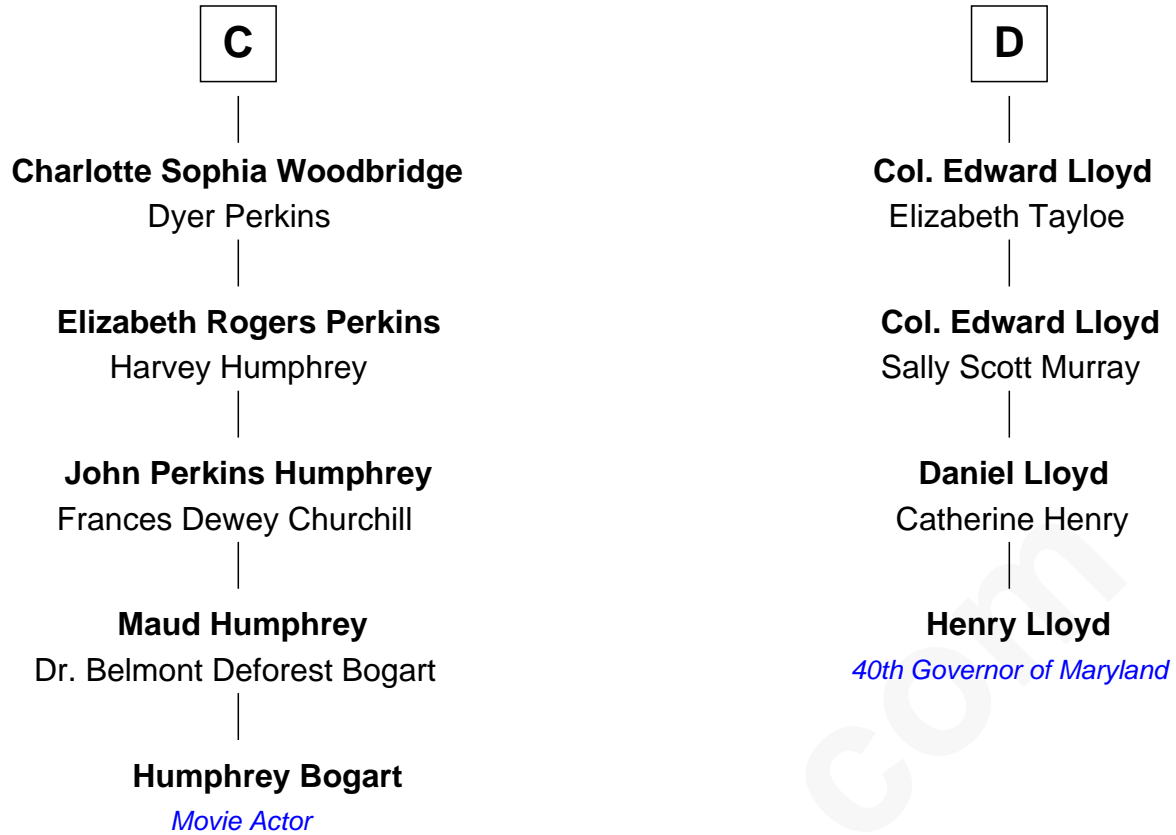 C
Charlotte Sophia Woodbridge
Dyer Perkins
Elizabeth Rogers Perkins
Harvey Humphrey
John Perkins Humphrey
Frances Dewey Churchill
Maud Humphrey
Dr. Belmont Deforest Bogart
Humphrey Bogart
Movie Actor
D
Col. Edward Lloyd
Elizabeth Tayloe
Col. Edward Lloyd
Sally Scott Murray
Daniel Lloyd
Catherine Henry
Henry Lloyd
40th Governor of Maryland
com